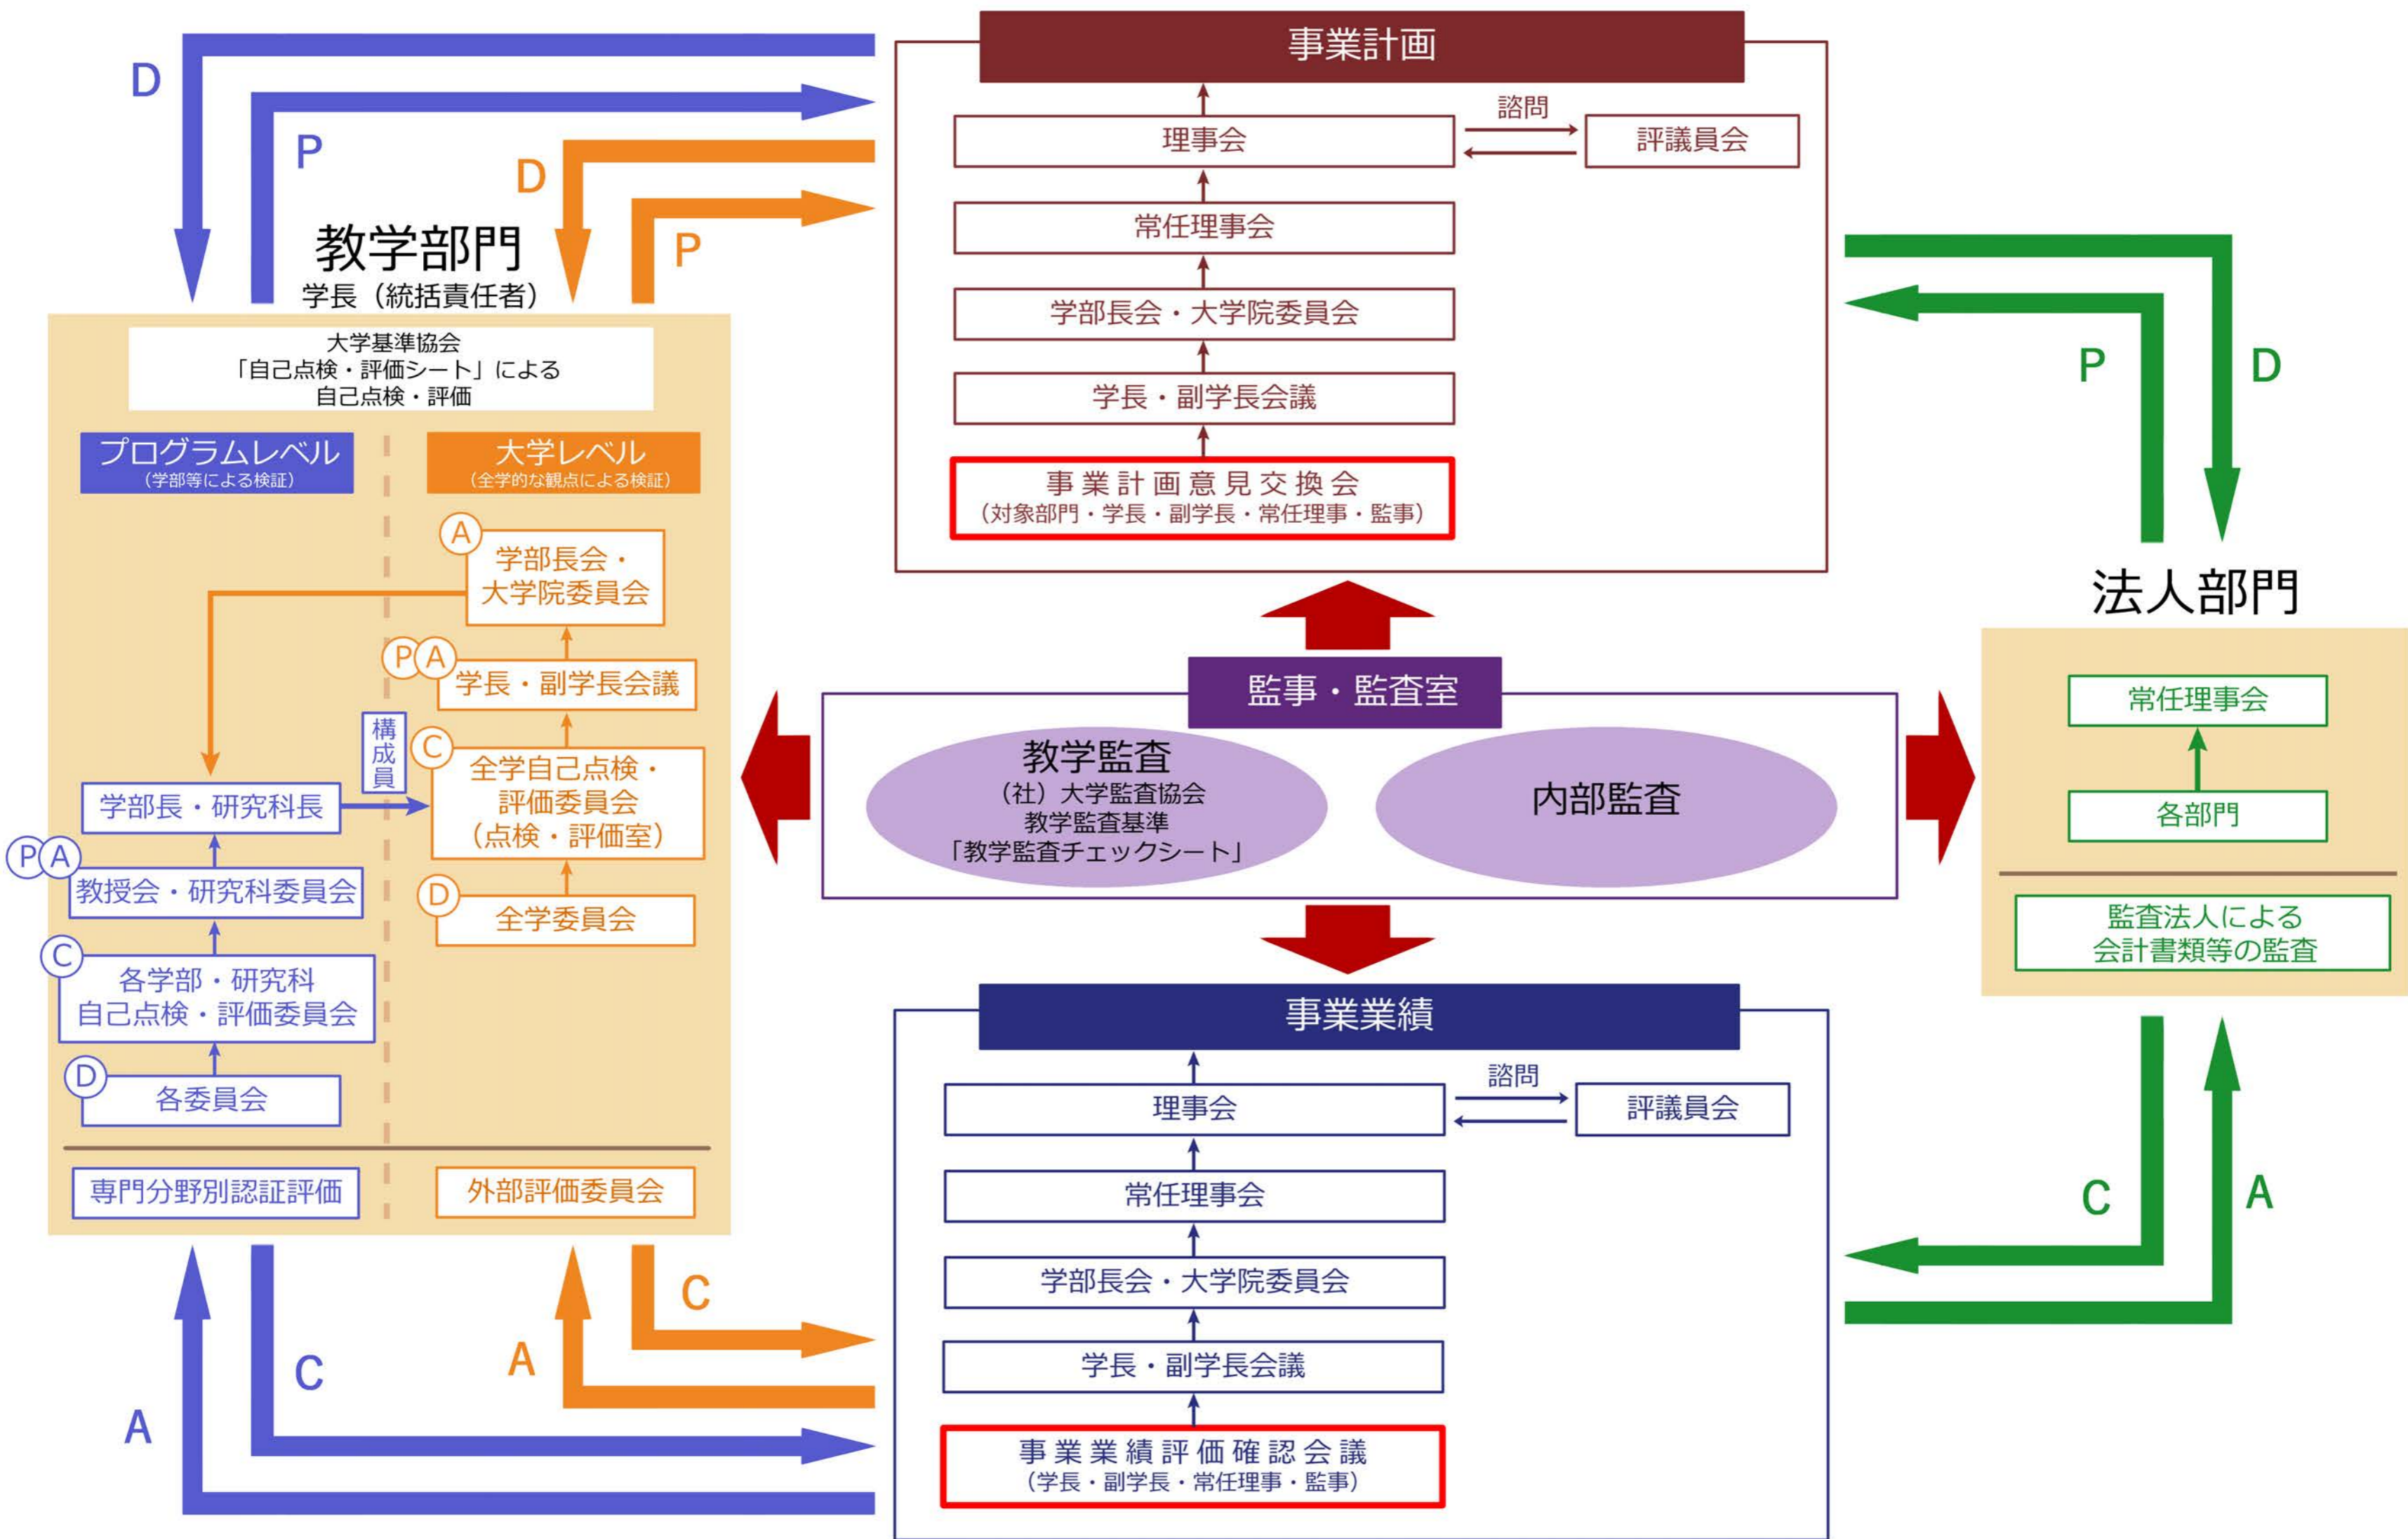 事業計画
理事会
諮問
評議員会
常任理事会
学部長会・大学院委員会
学長・副学長会議
事業計画意見交換会
（対象部門・学長・副学長・常任理事・監事）
D
P
D
P
教学部門
学長（統括責任者）
大学基準協会
「自己点検・評価シート」による
自己点検・評価
プログラムレベル
（学部等による検証）
大学レベル
（全学的な観点による検証）
A
学部長会・
大学院委員会
P
A
学長・副学長会議
構成員
C
全学自己点検・
評価委員会
（点検・評価室）
D
全学委員会
学部長・研究科長
P
A
教授会・研究科委員会
C
各学部・研究科
自己点検・評価委員会
D
各委員会
専門分野別認証評価
外部評価委員会
A
C
A
C
監事・監査室
教学監査
（社）大学監査協会
教学監査基準
「教学監査チェックシート」
内部監査
P
D
法人部門
常任理事会
各部門
監査法人による
会計書類等の監査
C
A
事業業績
理事会
諮問
評議員会
常任理事会
学部長会・大学院委員会
学長・副学長会議
事業業績評価確認会議
（学長・副学長・常任理事・監事）